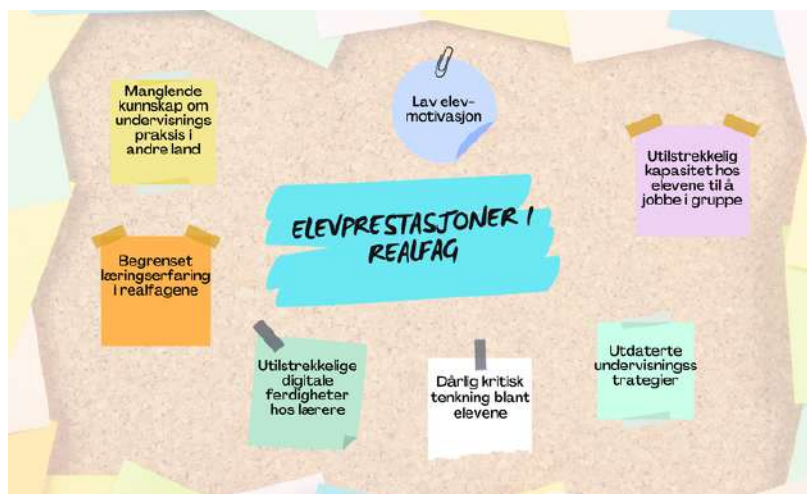 Manglende
kunnskap om
undervisnings
praksis i
andre land
Lav elev-
motivasjon
Utilstrekkelig
kapasitet hos
elevene til å
jobbe i gruppe
ELEVPRESTASJONER I
REALFAG
Begrenset
læringserfaring
i realfagene
Utilstrekkelige
digitale
ferdigheter
hos lærere
Dårlig kritisk
tenkning blant
elevene
Utdaterte
undervisningss
trategier